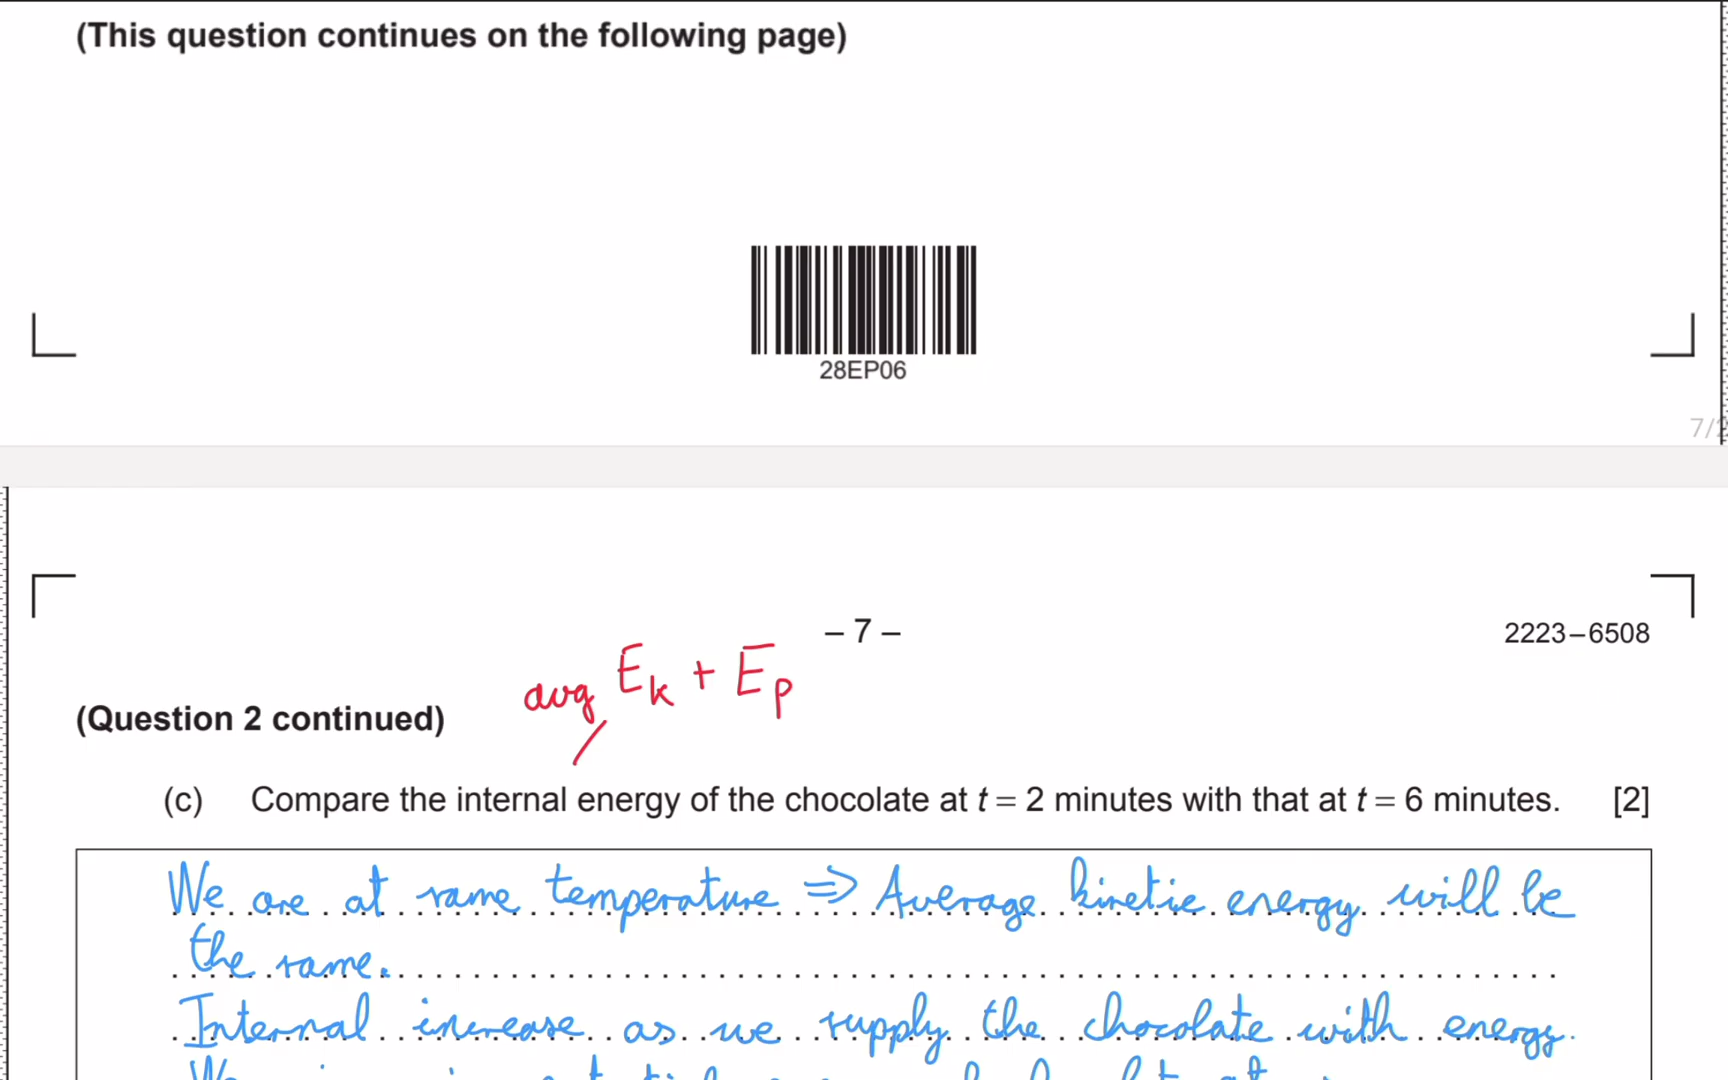 (This question continues on the following page)
28EP06
7/2
– 7 –
2223–6508
avg Ek + Ep
(Question 2 continued)
(c) Compare the internal energy of the chocolate at t = 2 minutes with that at t = 6 minutes. [2]
We are at same temperature ⇒ Average kinetic energy will be
the same.
Internal increase as we supply the chocolate with energy.